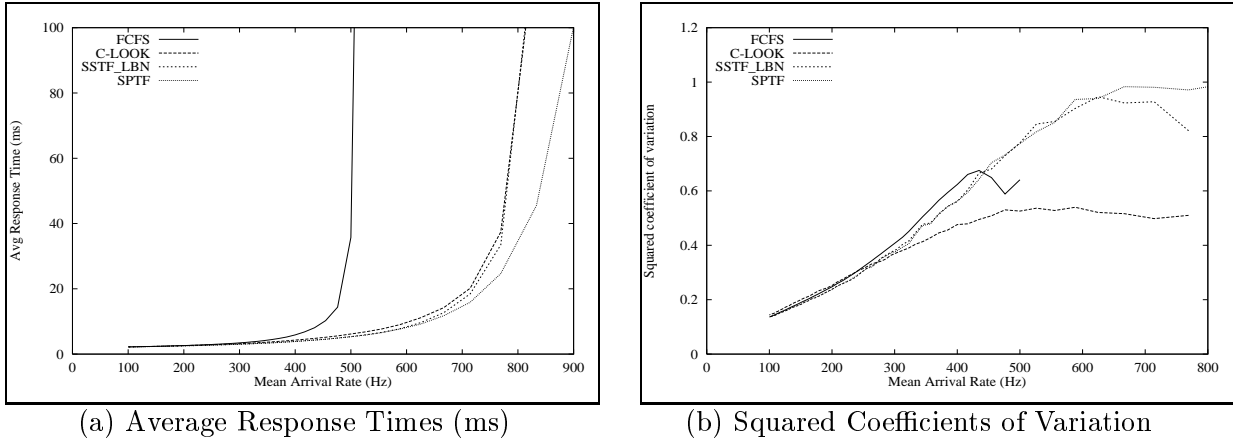 100
80
60
40
20
0
Avg Response Time (ms)
FCFS
C-LOOK
SSTF_LBN
SPTF
0 100 200 300 400 500 600 700 800 900
Mean Arrival Rate (Hz)
(a) Average Response Times (ms)
1.2
1
0.8
0.6
0.4
0.2
0
Squared coefficient of variation
FCFS
C-LOOK
SSTF_LBN
SPTF
0 100 200 300 400 500 600 700 800
Mean Arrival Rate (Hz)
(b) Squared Coefficients of Variation